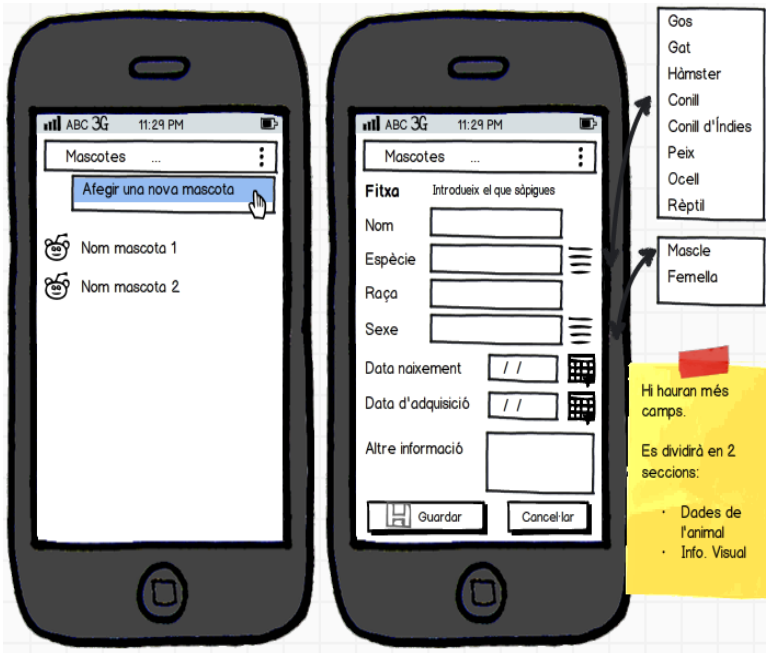 ABC 3G 11:29 PM
Mascotes ...
Afegir una nova mascota
Nom mascota 1
Nom mascota 2
ABC 3G 11:29 PM
Mascotes ...
Fitxa Introdueix el que sàpigues
Nom
Espècie
Raça
Sexe
Data naixement / /
Data d'adquisició / /
Altre informació
Guardar Cancel·lar
Gos
Gat
Hàmster
Conill
Conill d'Índies
Peix
Ocell
Rèptil
Mascle
Femella
Hi hauran més
camps.
Es dividirà en 2
seccions:
· Dades de
l'animal
· Info. Visual